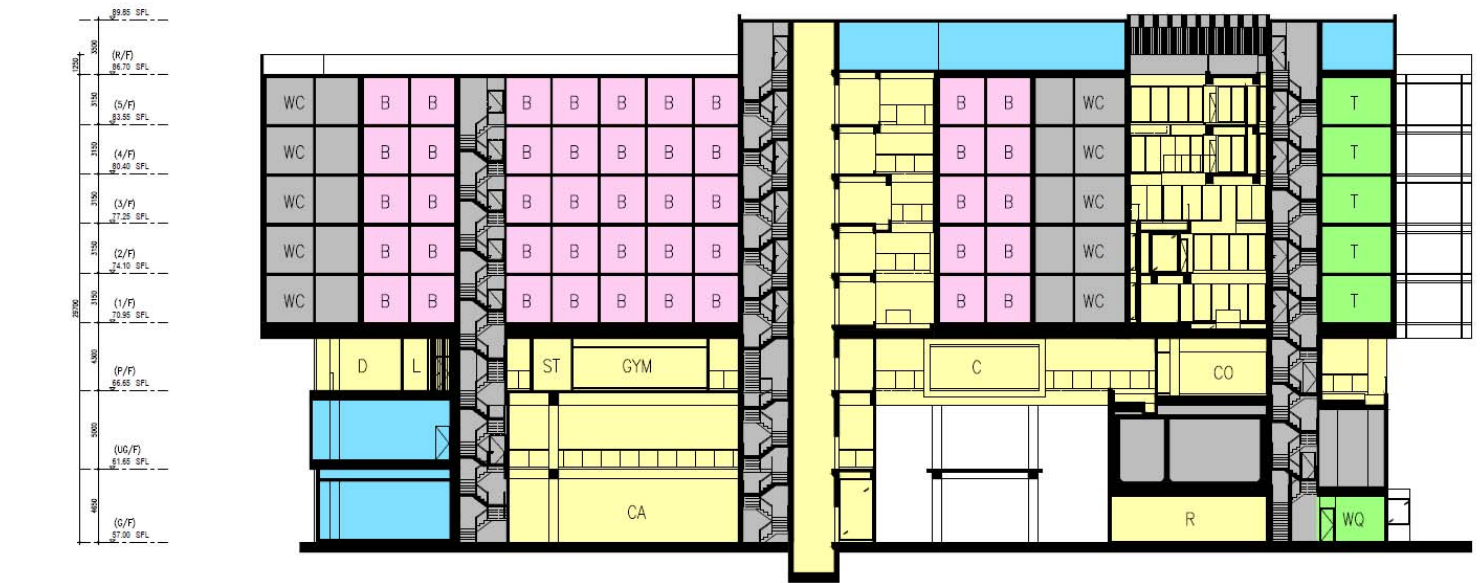 89.85 SFL
3500
(R/F)
86.70 SFL
1250
3150
(5/F)
83.55 SFL
WC B B B B B B B B B WC T
3150
(4/F)
80.40 SFL
WC B B B B B B B B B WC T
3150
(3/F)
77.25 SFL
WC B B B B B B B B B WC T
3150
(2/F)
74.10 SFL
WC B B B B B B B B B WC T
3150
29700
(1/F)
70.95 SFL
WC B B B B B B B B B WC T
4300
(P/F)
66.65 SFL
D L ST GYM C CO
5000
(UG/F)
61.65 SFL
4650
(G/F)
57.00 SFL
CA R WQ